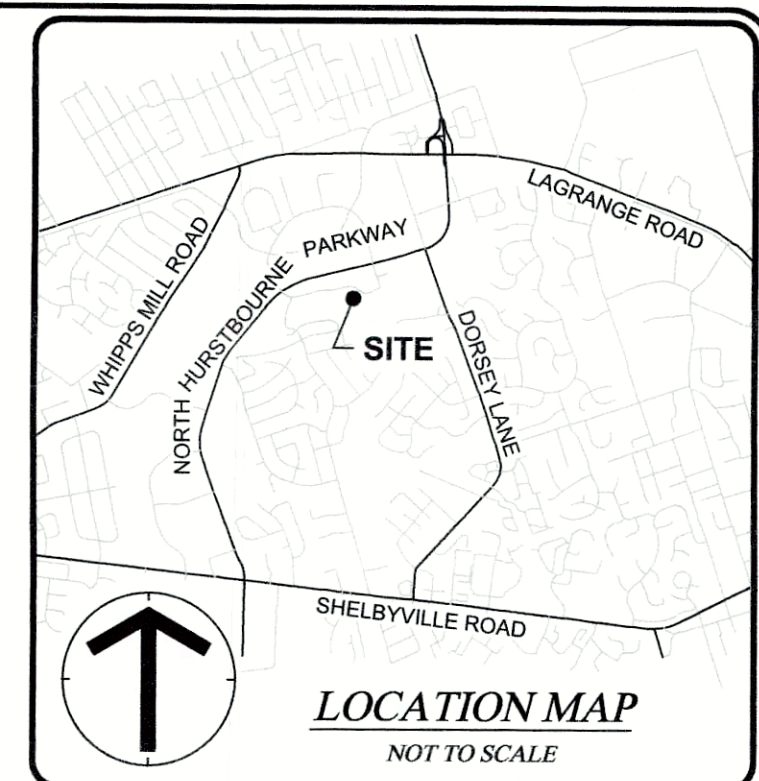 LAGRANGE ROAD
WHIPPS MILL ROAD
NORTH HURSTBOURNE PARKWAY
SITE
DORSEY LANE
SHELBYVILLE ROAD
LOCATION MAP
NOT TO SCALE